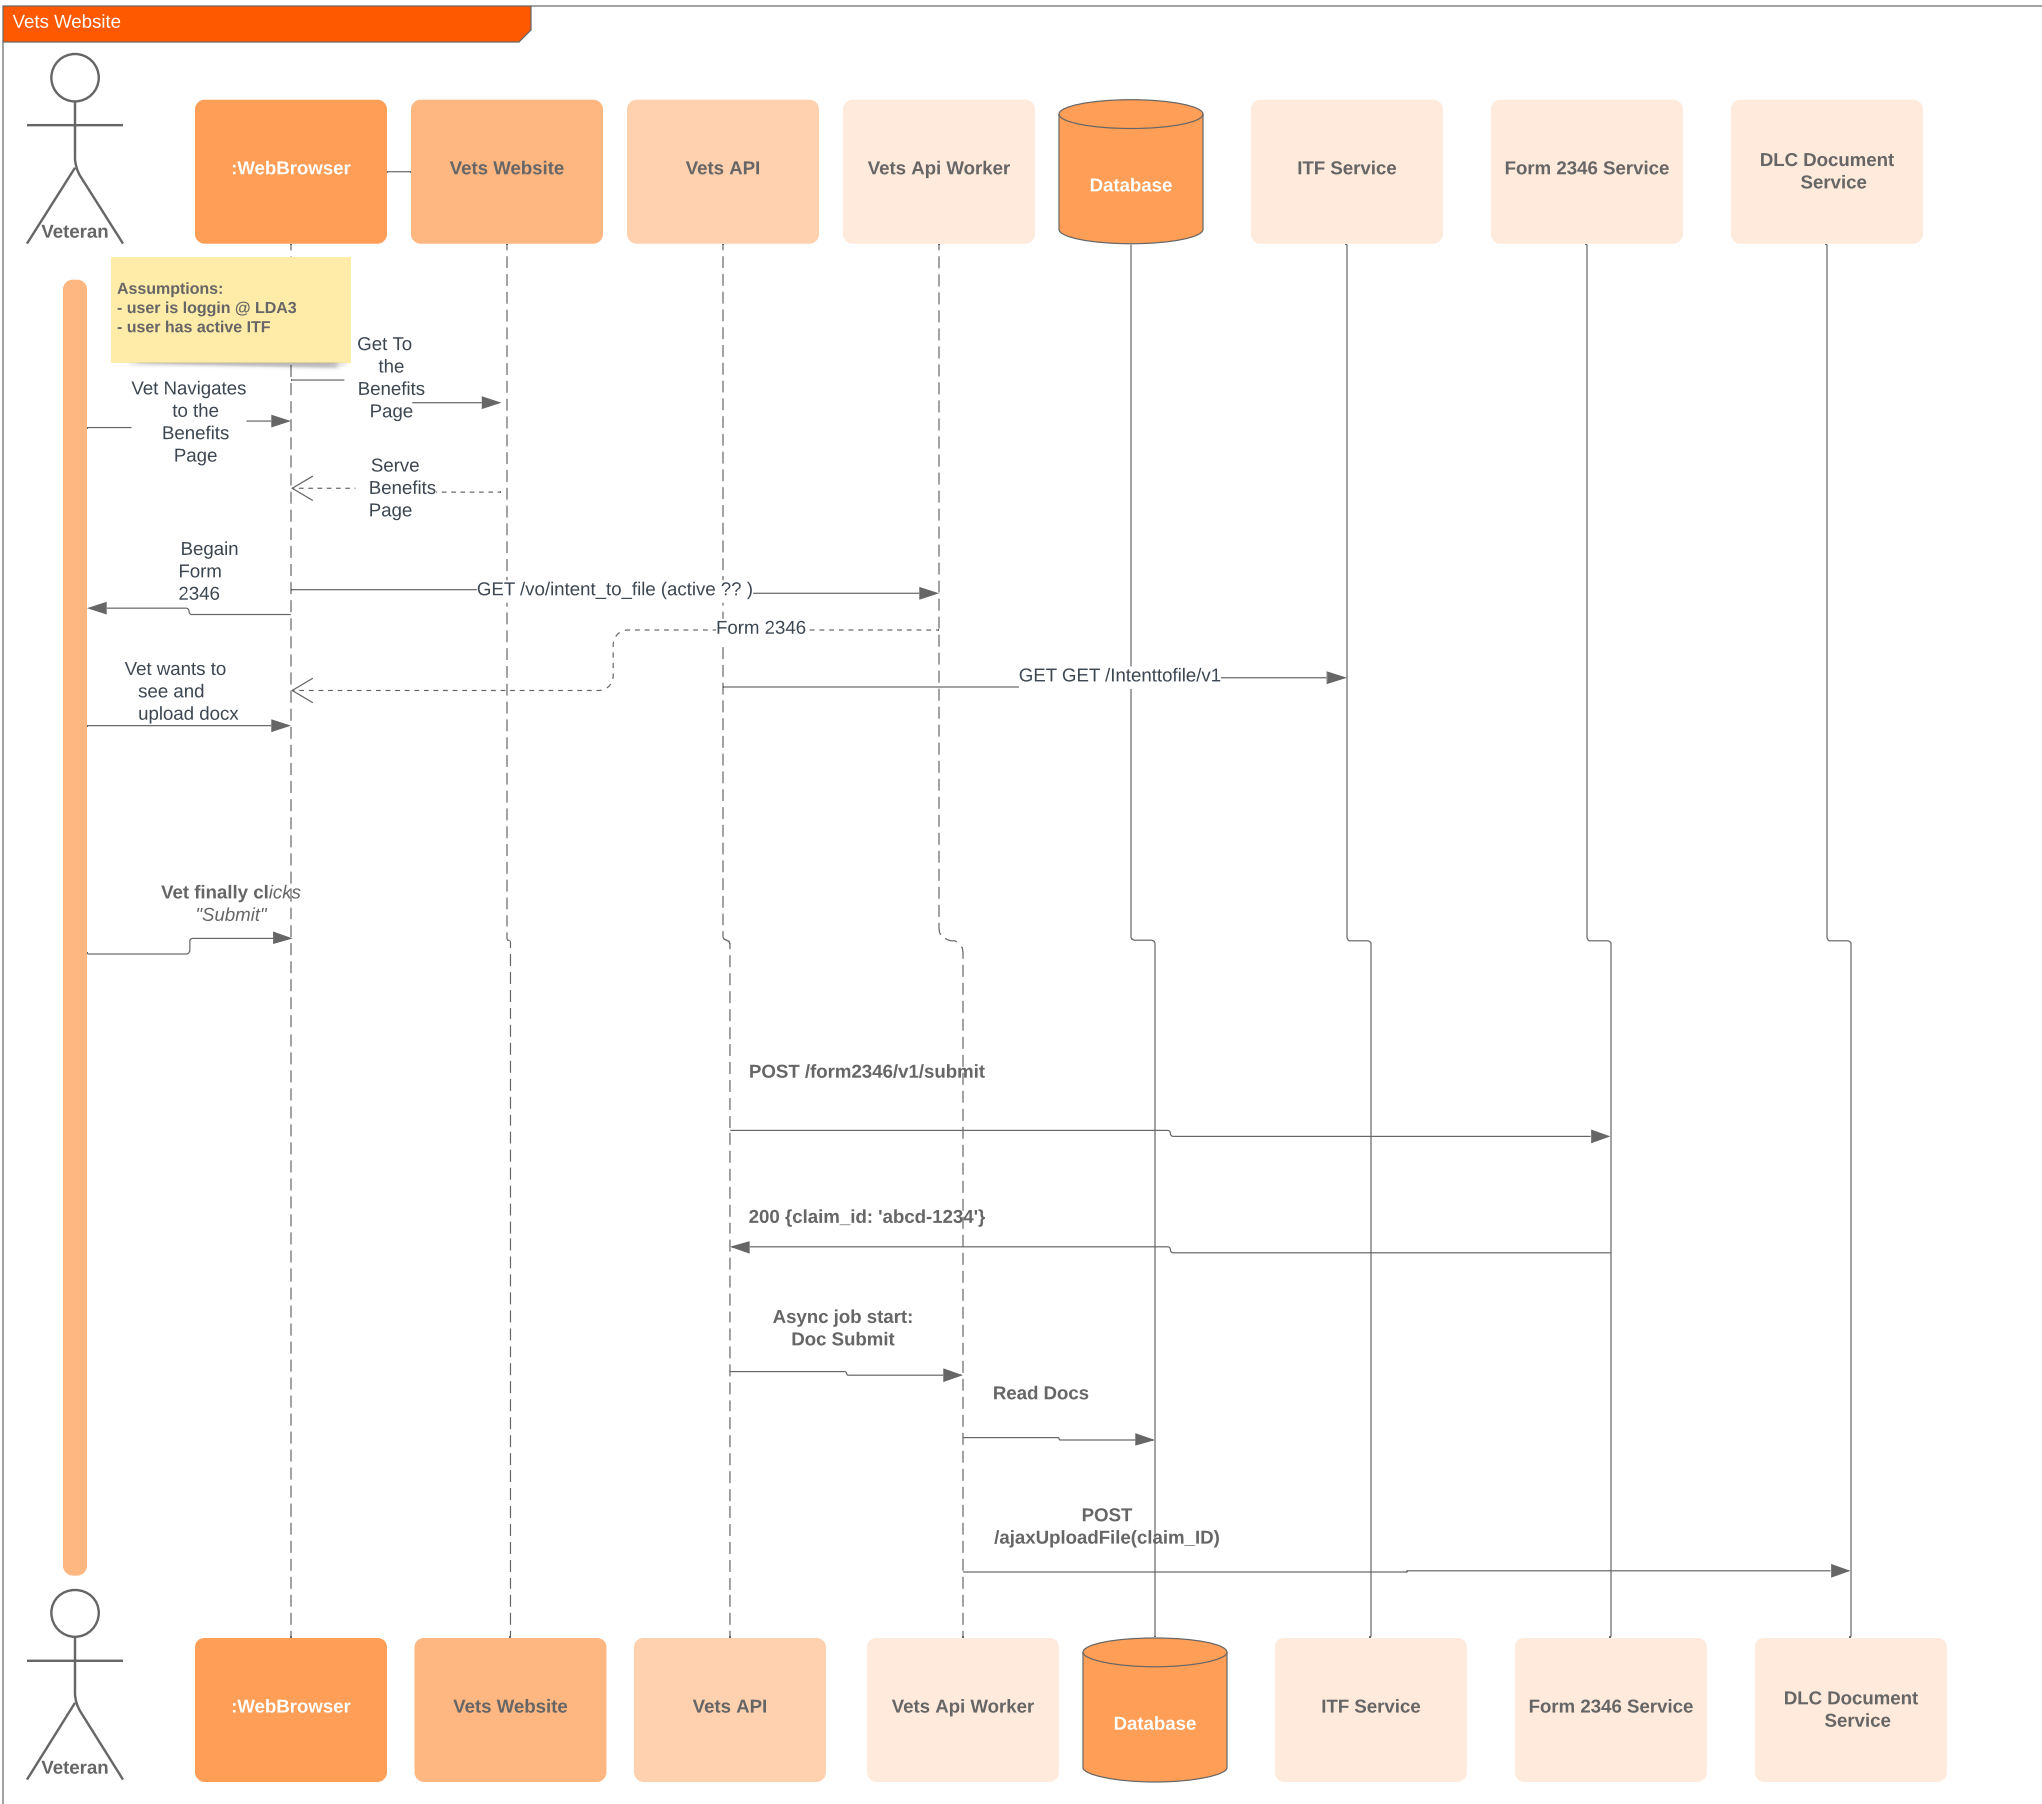 Vets Website
Veteran
:WebBrowser
Vets Website
Vets API
Vets Api Worker
Database
ITF Service
Form 2346 Service
DLC Document
Service
Assumptions:
- user is loggin @ LDA3
- user has active ITF
Get To
the
Benefits
Page
Vet Navigates
to the
Benefits
Page
Serve
Benefits
Page
Begain
Form
2346
GET /vo/intent_to_file (active ?? )
Form 2346
Vet wants to
see and
upload docx
GET GET /Intenttofile/v1
Vet finally clicks
"Submit"
POST /form2346/v1/submit
200 {claim_id: 'abcd-1234'}
Async job start:
Doc Submit
Read Docs
POST
/ajaxUploadFile(claim_ID)
Veteran
:WebBrowser
Vets Website
Vets API
Vets Api Worker
Database
ITF Service
Form 2346 Service
DLC Document
Service